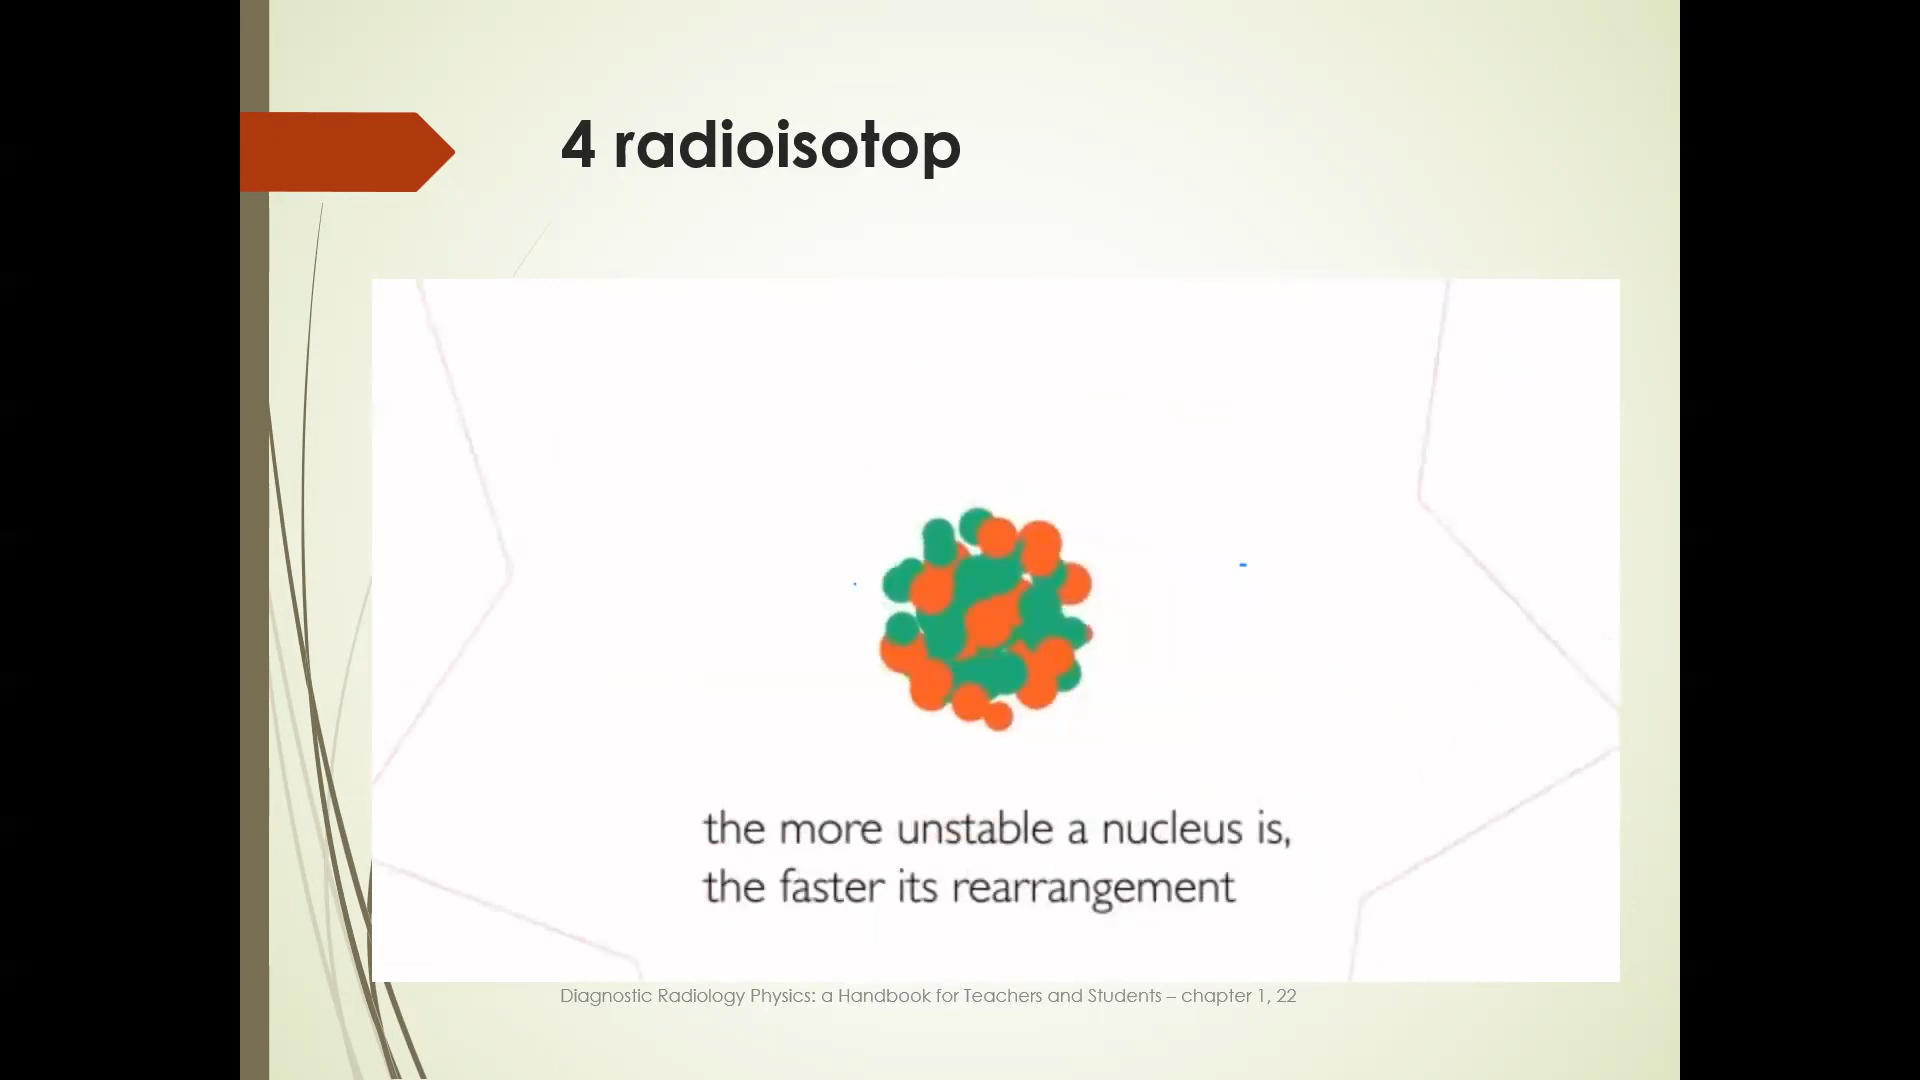 4 radioisotop
the more unstable a nucleus is,
the faster its rearrangement
Diagnostic Radiology Physics: a Handbook for Teachers and Students – chapter 1, 22